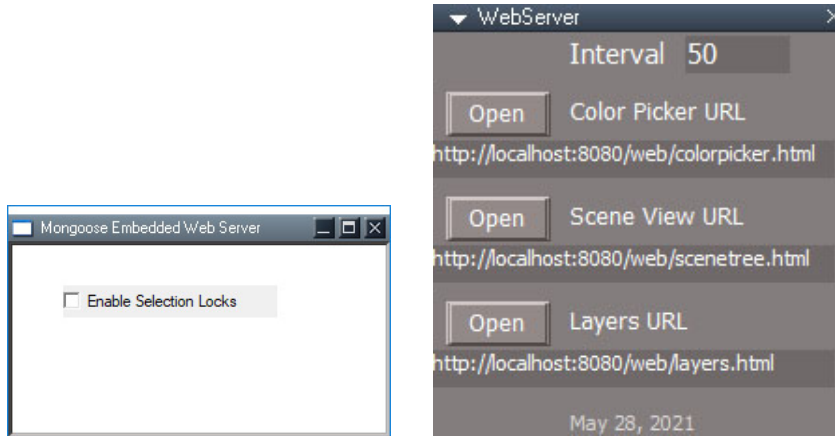 Mongoose Embedded Web Server
Enable Selection Locks
WebServer
Interval 50
Open Color Picker URL
http://localhost:8080/web/colorpicker.html
Open Scene View URL
http://localhost:8080/web/scenetree.html
Open Layers URL
http://localhost:8080/web/layers.html
May 28, 2021